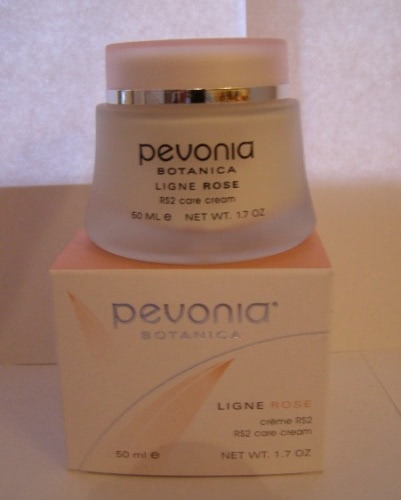 pevonia
BOTANICA
LIGNE ROSE
RS2 care cream
50 ML e NET WT. 1.7 OZ
pevonia®
BOTANICA
LIGNE ROSE
crème RS2
RS2 care cream
50 ml e NET WT. 1.7 OZ